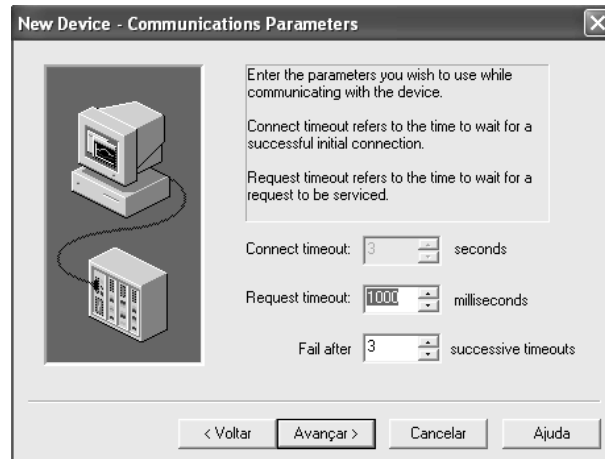 New Device - Communications Parameters
Enter the parameters you wish to use while
communicating with the device.
Connect timeout refers to the time to wait for a
successful initial connection.
Request timeout refers to the time to wait for a
request to be serviced.
Connect timeout: 3 seconds
Request timeout: 1000 milliseconds
Fail after 3 successive timeouts
< Voltar Avançar > Cancelar Ajuda